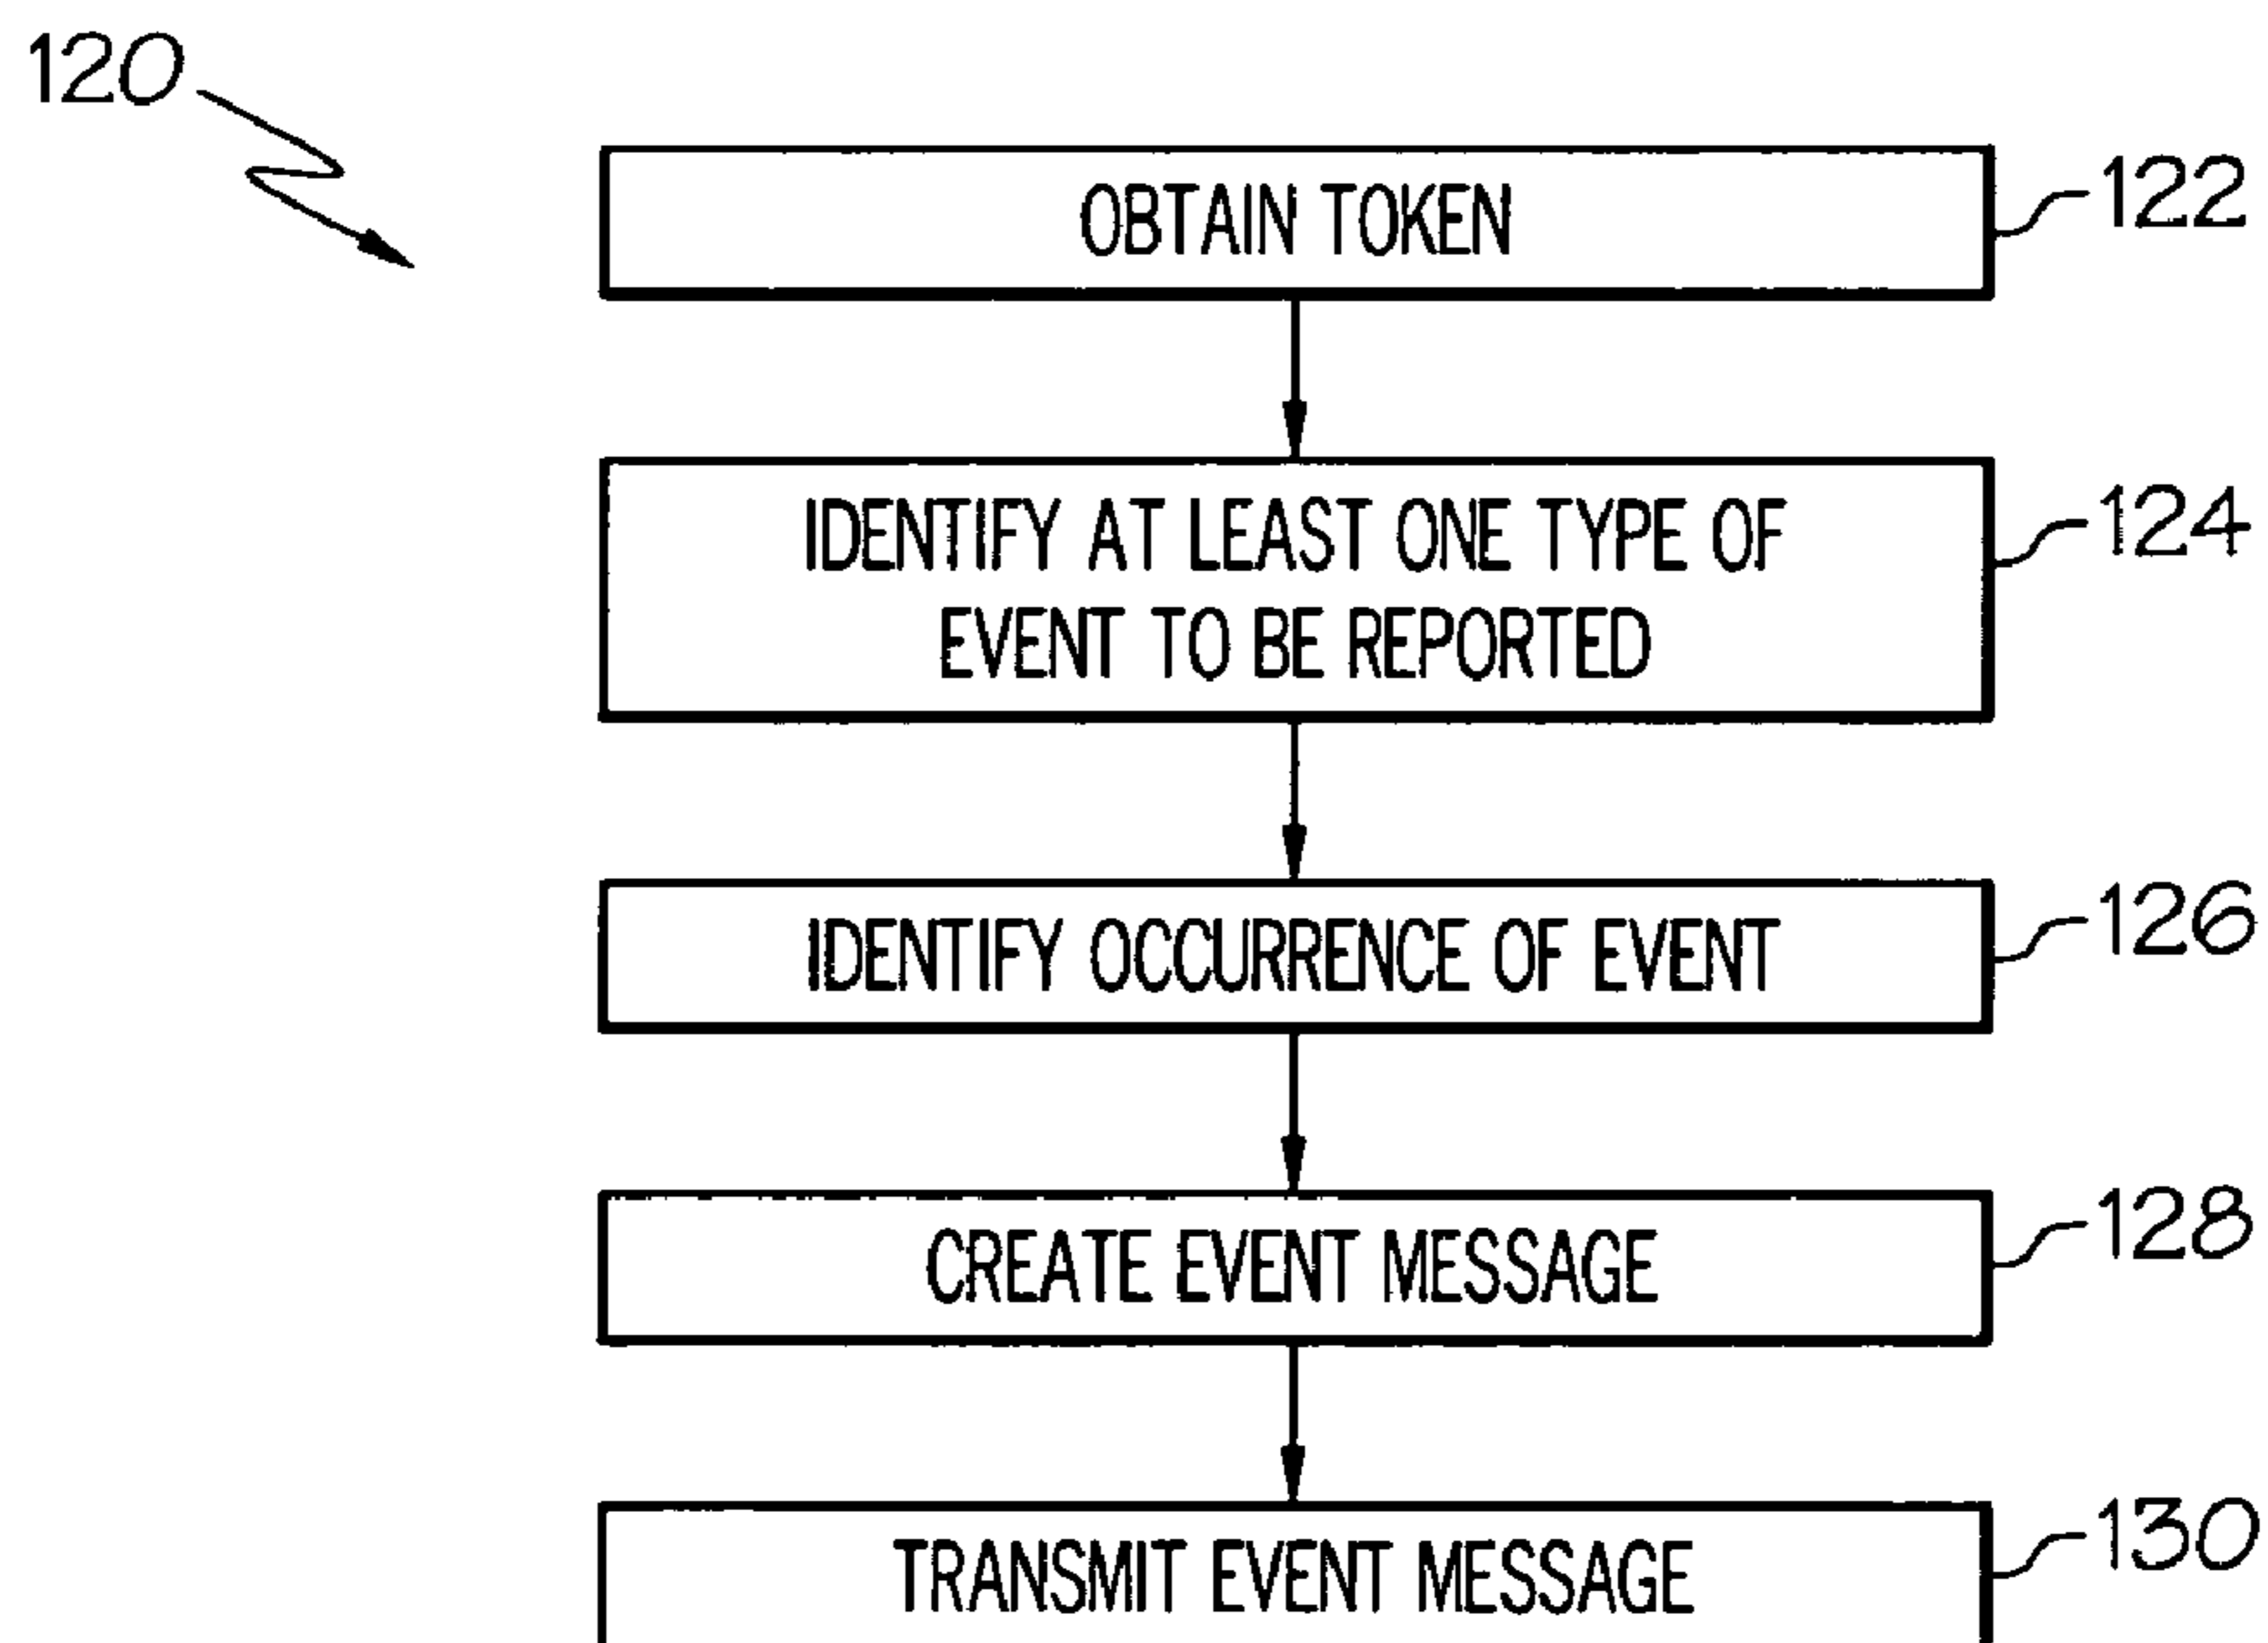 120
OBTAIN TOKEN
122
IDENTIFY AT LEAST ONE TYPE OF
EVENT TO BE REPORTED
124
IDENTIFY OCCURRENCE OF EVENT
126
CREATE EVENT MESSAGE
128
TRANSMIT EVENT MESSAGE
130